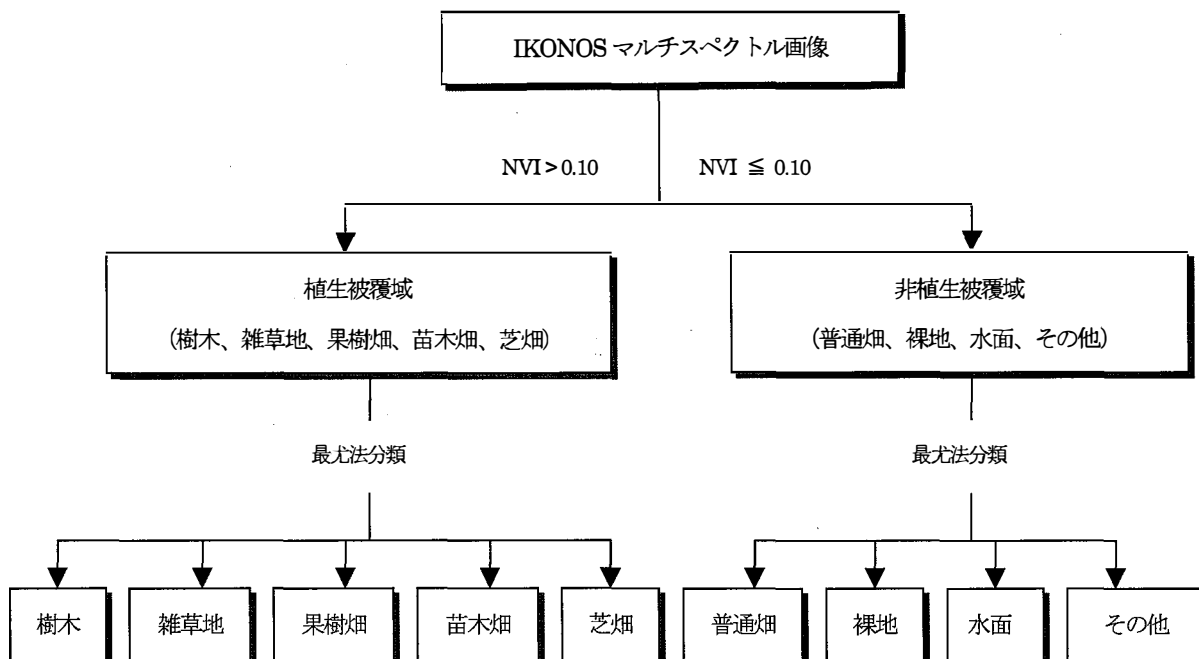 IKONOS マルチスペクトル画像
NVI > 0.10
NVI ≦ 0.10
植生被覆域
(樹木、雑草地、果樹畑、苗木畑、芝畑)
非植生被覆域
(普通畑、裸地、水面、その他)
最尤法分類
最尤法分類
樹木
雑草地
果樹畑
苗木畑
芝畑
普通畑
裸地
水面
その他